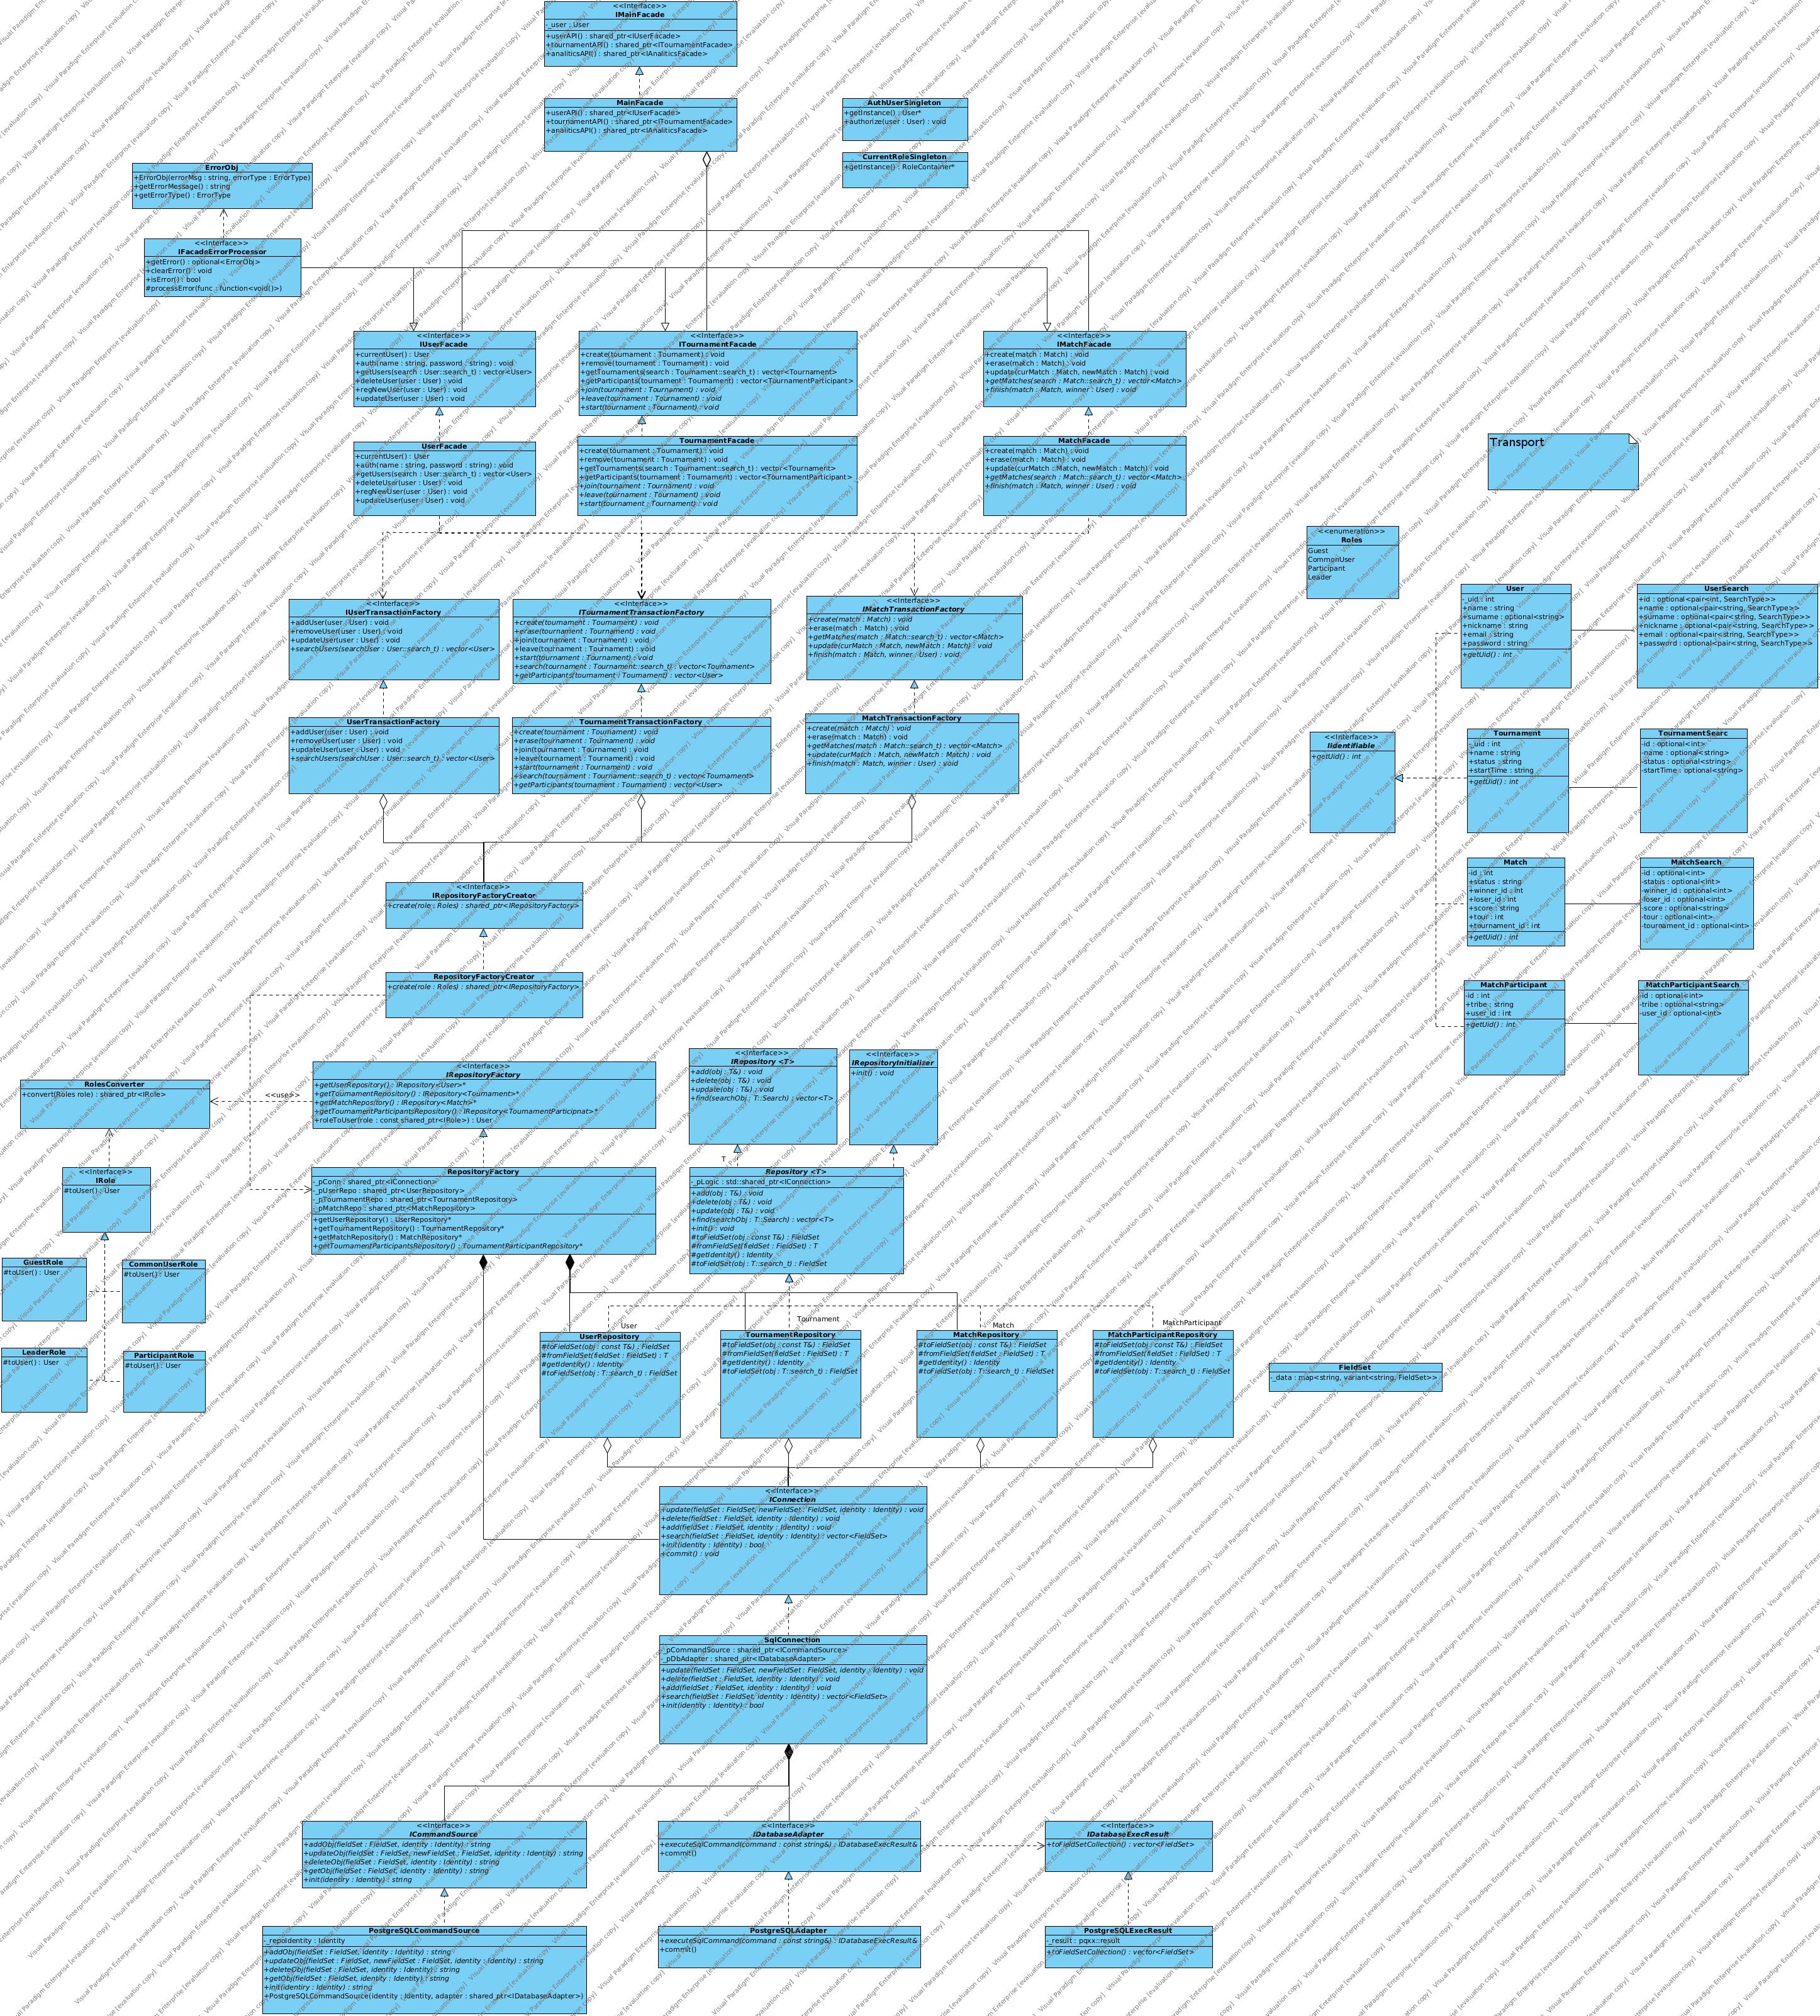 <<Interface>>
IMainFacade
-_user : User
+userAPI() : shared_ptr<IUserFacade>
+tournamentAPI() : shared_ptr<ITournamentFacade>
+analiticsAPI() : shared_ptr<IAnaliticsFacade>
MainFacade
+userAPI() : shared_ptr<IUserFacade>
+tournamentAPI() : shared_ptr<ITournamentFacade>
+analiticsAPI() : shared_ptr<IAnaliticsFacade>
AuthUserSingleton
+getInstance() : User*
+authorize(user : User) : void
CurrentRoleSingleton
+getInstance() : RoleContainer*
ErrorObj
+ErrorObj(errorMsg : string, errorType : ErrorType)
+getErrorMessage() : string
+getErrorType() : ErrorType
<<Interface>>
IFacadeErrorProcessor
+getError() : optional<ErrorObj>
+clearError() : void
+isError() : bool
#processError(func : function<void()>)
<<Interface>>
IUserFacade
+currentUser() : User
+auth(name : string, password : string) : void
+getUsers(search : User::search_t) : vector<User>
+deleteUser(user : User) : void
+regNewUser(user : User) : void
+updateUser(user : User) : void
<<Interface>>
ITournamentFacade
+create(tournament : Tournament) : void
+remove(tournament : Tournament) : void
+getTournaments(search : Tournament::search_t) : vector<Tournament>
+getParticipants(tournament : Tournament) : vector<TournamentParticipant>
+join(tournament : Tournament) : void
+leave(tournament : Tournament) : void
+start(tournament : Tournament) : void
<<Interface>>
IMatchFacade
+create(match : Match) : void
+erase(match : Match) : void
+update(curMatch : Match, newMatch : Match) : void
+getMatches(search : Match::search_t) : vector<Match>
+finish(match : Match, winner : User) : void
UserFacade
+currentUser() : User
+auth(name : string, password : string) : void
+getUsers(search : User::search_t) : vector<User>
+deleteUser(user : User) : void
+regNewUser(user : User) : void
+updateUser(user : User) : void
TournamentFacade
+create(tournament : Tournament) : void
+remove(tournament : Tournament) : void
+getTournaments(search : Tournament::search_t) : vector<Tournament>
+getParticipants(tournament : Tournament) : vector<TournamentParticipant>
+join(tournament : Tournament) : void
+leave(tournament : Tournament) : void
+start(tournament : Tournament) : void
MatchFacade
+create(match : Match) : void
+erase(match : Match) : void
+update(curMatch : Match, newMatch : Match) : void
+getMatches(search : Match::search_t) : vector<Match>
+finish(match : Match, winner : User) : void
Transport
<<enumeration>>
Roles
Guest
CommonUser
Participant
Leader
<<Interface>>
IUserTransactionFactory
+addUser(user : User) : void
+removeUser(user : User) : void
+updateUser(user : User) : void
+searchUsers(searchUser : User::search_t) : vector<User>
<<Interface>>
ITournamentTransactionFactory
+create(tournament : Tournament) : void
+erase(tournament : Tournament) : void
+join(tournament : Tournament) : void
+leave(tournament : Tournament) : void
+start(tournament : Tournament) : void
+search(tournament : Tournament::search_t) : vector<Tournament>
+getParticipants(tournament : Tournament) : vector<User>
<<Interface>>
IMatchTransactionFactory
+create(match : Match) : void
+erase(match : Match) : void
+getMatches(match : Match::search_t) : vector<Match>
+update(curMatch : Match, newMatch : Match) : void
+finish(match : Match, winner : User) : void
User
-_uid : int
+name : string
+surname : optional<string>
+nickname : string
+email : string
+password : string
+getUid() : int
UserSearch
+id : optional<pair<int, SearchType>>
+name : optional<pair<string, SearchType>>
+surname : optional<pair<string, SearchType>>
+nickname : optional<pair<string, SearchType>>
+email : optional<pair<string, SearchType>>
+password : optional<pair<string, SearchType>>
UserTransactionFactory
+addUser(user : User) : void
+removeUser(user : User) : void
+updateUser(user : User) : void
+searchUsers(searchUser : User::search_t) : vector<User>
TournamentTransactionFactory
+create(tournament : Tournament) : void
+erase(tournament : Tournament) : void
+join(tournament : Tournament) : void
+leave(tournament : Tournament) : void
+start(tournament : Tournament) : void
+search(tournament : Tournament::search_t) : vector<Tournament>
+getParticipants(tournament : Tournament) : vector<User>
MatchTransactionFactory
+create(match : Match) : void
+erase(match : Match) : void
+getMatches(match : Match::search_t) : vector<Match>
+update(curMatch : Match, newMatch : Match) : void
+finish(match : Match, winner : User) : void
<<Interface>>
IIdentifiable
+getUid() : int
Tournament
-_uid : int
+name : string
+status : string
+startTime : string
+getUid() : int
TournamentSearc
-id : optional<int>
-name : optional<string>
-status : optional<string>
-startTime : optional<string>
Match
-id : int
+status : string
+winner_id : int
+loser_id : int
+score : string
+tour : int
+tournament_id : int
+getUid() : int
MatchSearch
-id : optional<int>
-status : optional<int>
-winner_id : optional<int>
-loser_id : optional<int>
-score : optional<string>
-tour : optional<int>
-tournament_id : optional<int>
<<Interface>>
IRepositoryFactoryCreator
+create(role : Roles) : shared_ptr<IRepositoryFactory>
RepositoryFactoryCreator
+create(role : Roles) : shared_ptr<IRepositoryFactory>
MatchParticipant
-id : int
+tribe : string
+user_id : int
+getUid() : int
MatchParticipantSearch
-id : optional<int>
-tribe : optional<string>
-user_id : optional<int>
RolesConverter
+convert(Roles role) : shared_ptr<IRole>
<<use>>
<<Interface>>
IRepositoryFactory
+getUserRepository() : IRepository<User>*
+getTournamentRepository() : IRepository<Tournament>*
+getMatchRepository() : IRepository<Match>*
+getTournamentParticipantsRepository() : IRepository<TournamentParticipnat>*
+roleToUser(role : const shared_ptr<IRole>) : User
<<Interface>>
IRepository <T>
+add(obj : T&) : void
+delete(obj : T&) : void
+update(obj : T&) : void
+find(searchObj : T::Search) : vector<T>
<<Interface>>
IRepositoryInitializer
+init() : void
<<Interface>>
IRole
#toUser() : User
RepositoryFactory
-_pConn : shared_ptr<IConnection>
-_pUserRepo : shared_ptr<UserRepository>
-_pTournamentRepo : shared_ptr<TournamentRepository>
-_pMatchRepo : shared_ptr<MatchRepository>
+getUserRepository() : UserRepository*
+getTournamentRepository() : TournamentRepository*
+getMatchRepository() : MatchRepository*
+getTournamentParticipantsRepository() : TournamentParticipantRepository*
T
Repository <T>
-_pLogic : std::shared_ptr<IConnection>
+add(obj : T&) : void
+delete(obj : T&) : void
+update(obj : T&) : void
+find(searchObj : T::Search) : vector<T>
+init() : void
#toFieldSet(obj : const T&) : FieldSet
#fromFieldSet(fieldSet : FieldSet) : T
#getIdentity() : Identity
#toFieldSet(obj : T::search_t) : FieldSet
GuestRole
#toUser() : User
CommonUserRole
#toUser() : User
LeaderRole
#toUser() : User
ParticipantRole
#toUser() : User
User
Tournament
Match
MatchParticipant
UserRepository
#toFieldSet(obj : const T&) : FieldSet
#fromFieldSet(fieldSet : FieldSet) : T
#getIdentity() : Identity
#toFieldSet(obj : T::search_t) : FieldSet
TournamentRepository
#toFieldSet(obj : const T&) : FieldSet
#fromFieldSet(fieldSet : FieldSet) : T
#getIdentity() : Identity
#toFieldSet(obj : T::search_t) : FieldSet
MatchRepository
#toFieldSet(obj : const T&) : FieldSet
#fromFieldSet(fieldSet : FieldSet) : T
#getIdentity() : Identity
#toFieldSet(obj : T::search_t) : FieldSet
MatchParticipantRepository
#toFieldSet(obj : const T&) : FieldSet
#fromFieldSet(fieldSet : FieldSet) : T
#getIdentity() : Identity
#toFieldSet(obj : T::search_t) : FieldSet
FieldSet
-_data : map<string, variant<string, FieldSet>>
<<Interface>>
IConnection
+update(fieldSet : FieldSet, newFieldSet : FieldSet, identity : Identity) : void
+delete(fieldSet : FieldSet, identity : Identity) : void
+add(fieldSet : FieldSet, identity : Identity) : void
+search(fieldSet : FieldSet, identity : Identity) : vector<FieldSet>
+init(identity : Identity) : bool
+commit() : void
SqlConnection
-_pCommandSource : shared_ptr<ICommandSource>
-_pDbAdapter : shared_ptr<IDatabaseAdapter>
+update(fieldSet : FieldSet, newFieldSet : FieldSet, identity : Identity) : void
+delete(fieldSet : FieldSet, identity : Identity) : void
+add(fieldSet : FieldSet, identity : Identity) : void
+search(fieldSet : FieldSet, identity : Identity) : vector<FieldSet>
+init(identity : Identity) : bool
<<Interface>>
ICommandSource
+addObj(fieldSet : FieldSet, identity : Identity) : string
+updateObj(fieldSet : FieldSet, newFieldSet : FieldSet, identity : Identity) : string
+deleteObj(fieldSet : FieldSet, identity : Identity) : string
+getObj(fieldSet : FieldSet, identity : Identity) : string
+init(identiry : Identity) : string
<<Interface>>
IDatabaseAdapter
+executeSqlCommand(command : const string&) : IDatabaseExecResult&
+commit()
<<Interface>>
IDatabaseExecResult
+toFieldSetCollection() : vector<FieldSet>
PostgreSQLCommandSource
-_repoIdentity : Identity
+addObj(fieldSet : FieldSet, identity : Identity) : string
+updateObj(fieldSet : FieldSet, newFieldSet : FieldSet, identity : Identity) : string
+deleteObj(fieldSet : FieldSet, identity : Identity) : string
+getObj(fieldSet : FieldSet, identity : Identity) : string
+init(identiry : Identity) : string
+PostgreSQLCommandSource(identity : Identity, adapter : shared_ptr<IDatabaseAdapter>)
PostgreSQLAdapter
+executeSqlCommand(command : const string&) : IDatabaseExecResult&
+commit()
PostgreSQLExecResult
-_result : pqxx::result
+toFieldSetCollection() : vector<FieldSet>
Visual Paradigm Enterprise [evaluation copy]